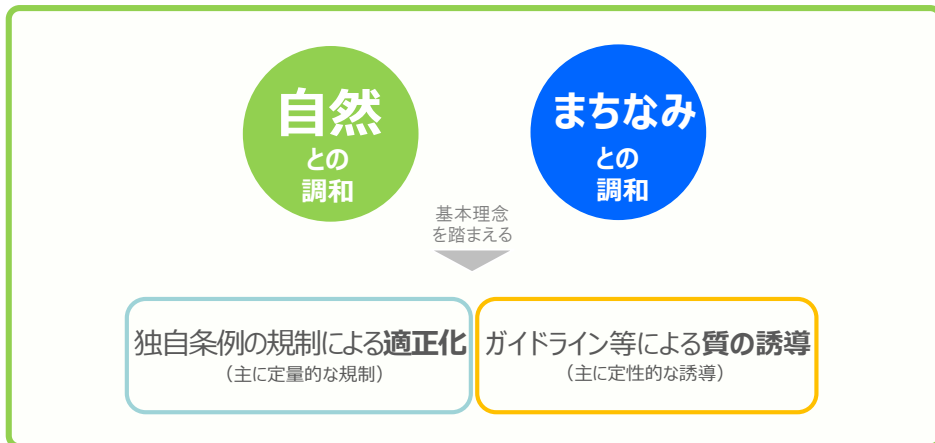 自然
との
調和
まちなみ
との
調和
基本理念
を踏まえる
独自条例の規制による適正化
（主に定量的な規制）
ガイドライン等による質の誘導
（主に定性的な誘導）